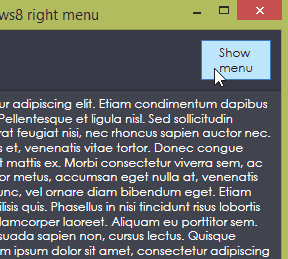 ws8 right menu
Show
menu
ur adipiscing elit. Etiam condimentum dapibus
Pellentesque et ligula nisl. Sed sollicitudin
rat feugiat nisi, nec rhoncus sapien auctor nec.
s et, venenatis vitae tortor. Donec congue
t mattis ex. Morbi consectetur viverra sem, ac
or metus, accumsan eget nulla at, venenatis
unc, vel ornare diam bibendum eget. Etiam
ilisis quis. Phasellus in nisi tincidunt risus lobortis
lamcorper laoreet. Aliquam eu porttitor sem.
suada sapien non, cursus lectus. Quisque
m ipsum dolor sit amet, consectetur adipiscing